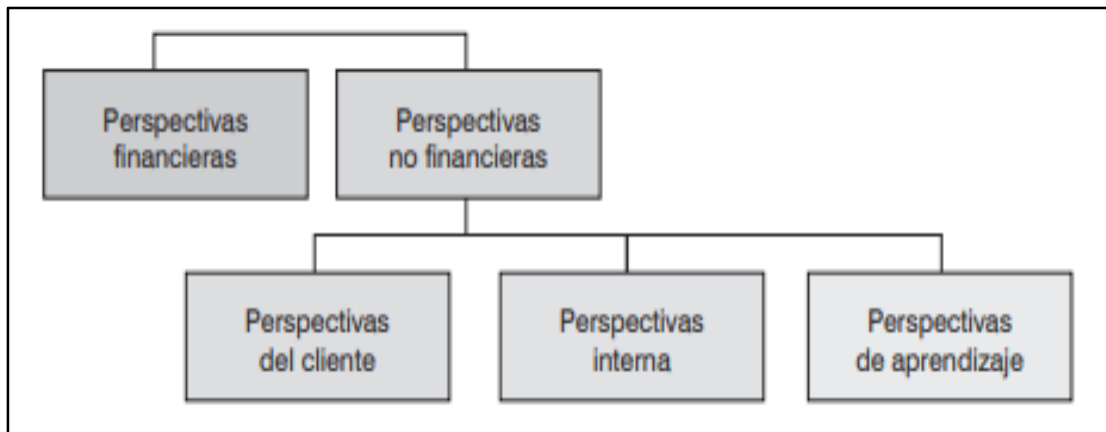 Perspectivas
financieras
Perspectivas
no financieras
Perspectivas
del cliente
Perspectivas
interna
Perspectivas
de aprendizaje